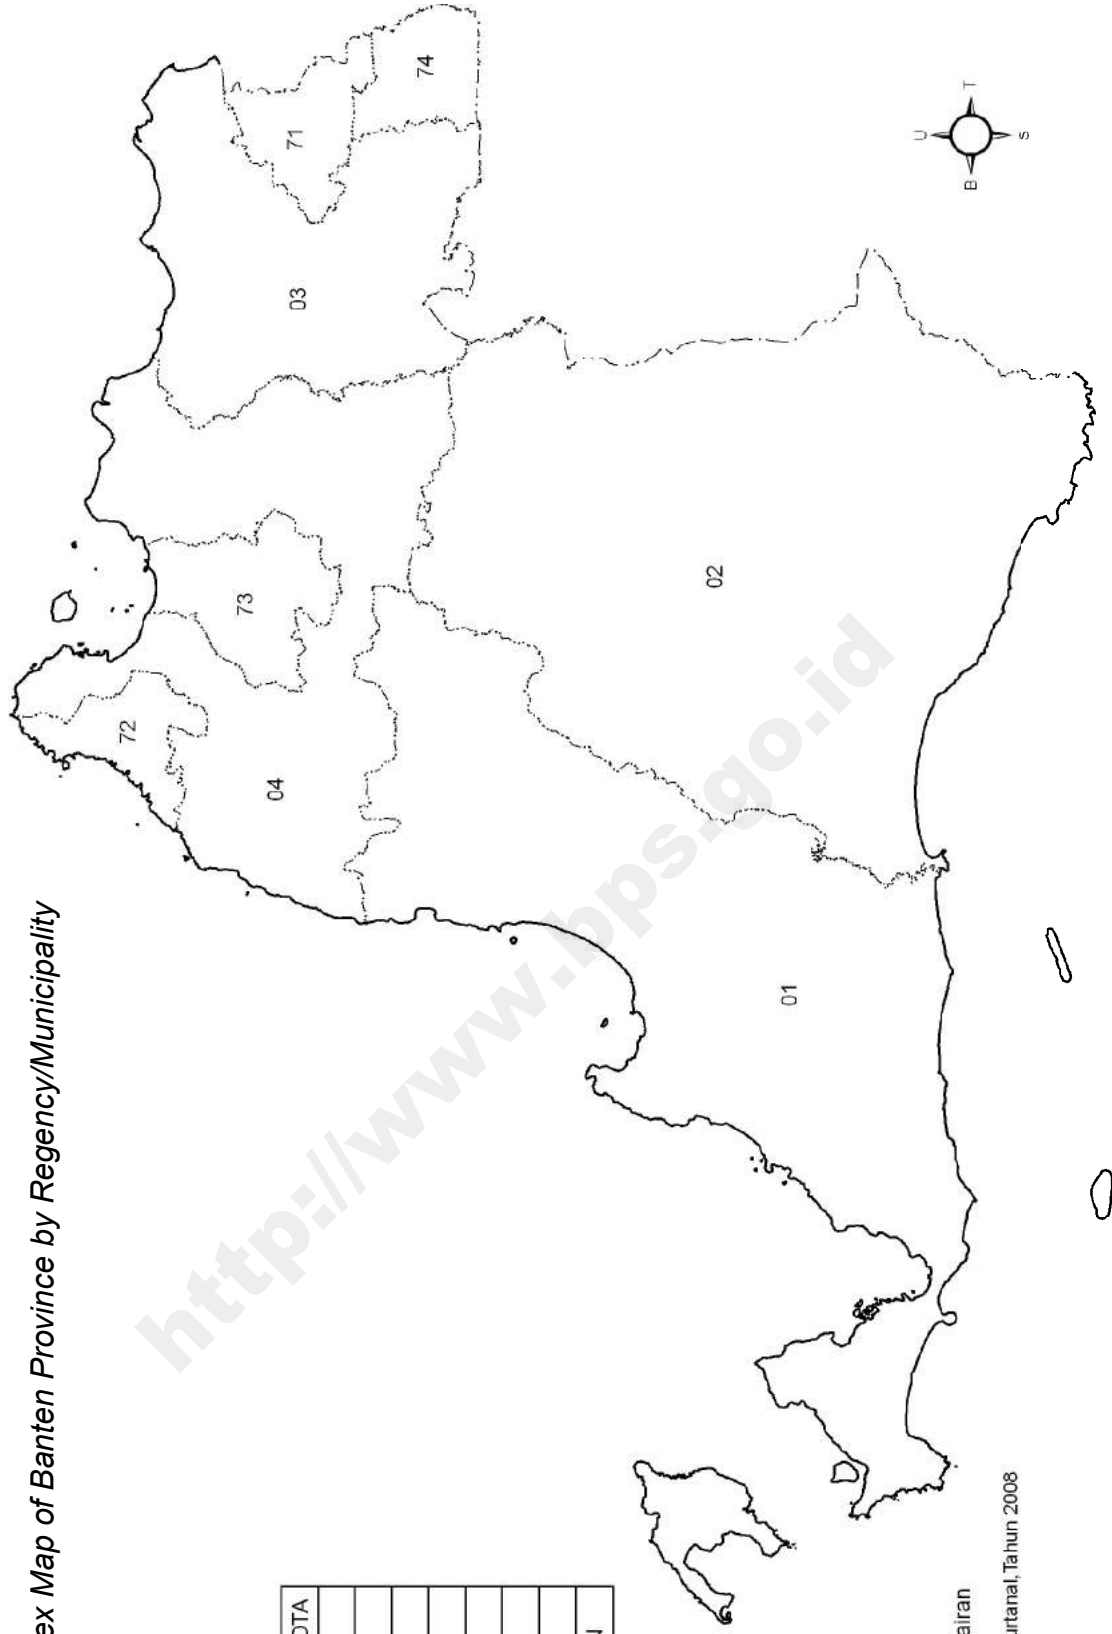 ex Map of Banten Province by Regency/Municipality
72
73
71
74
04
03
02
01
U
B
T
S
http://www.bps.go.id
airan
urtanal,Tahun 2008
OTA
N